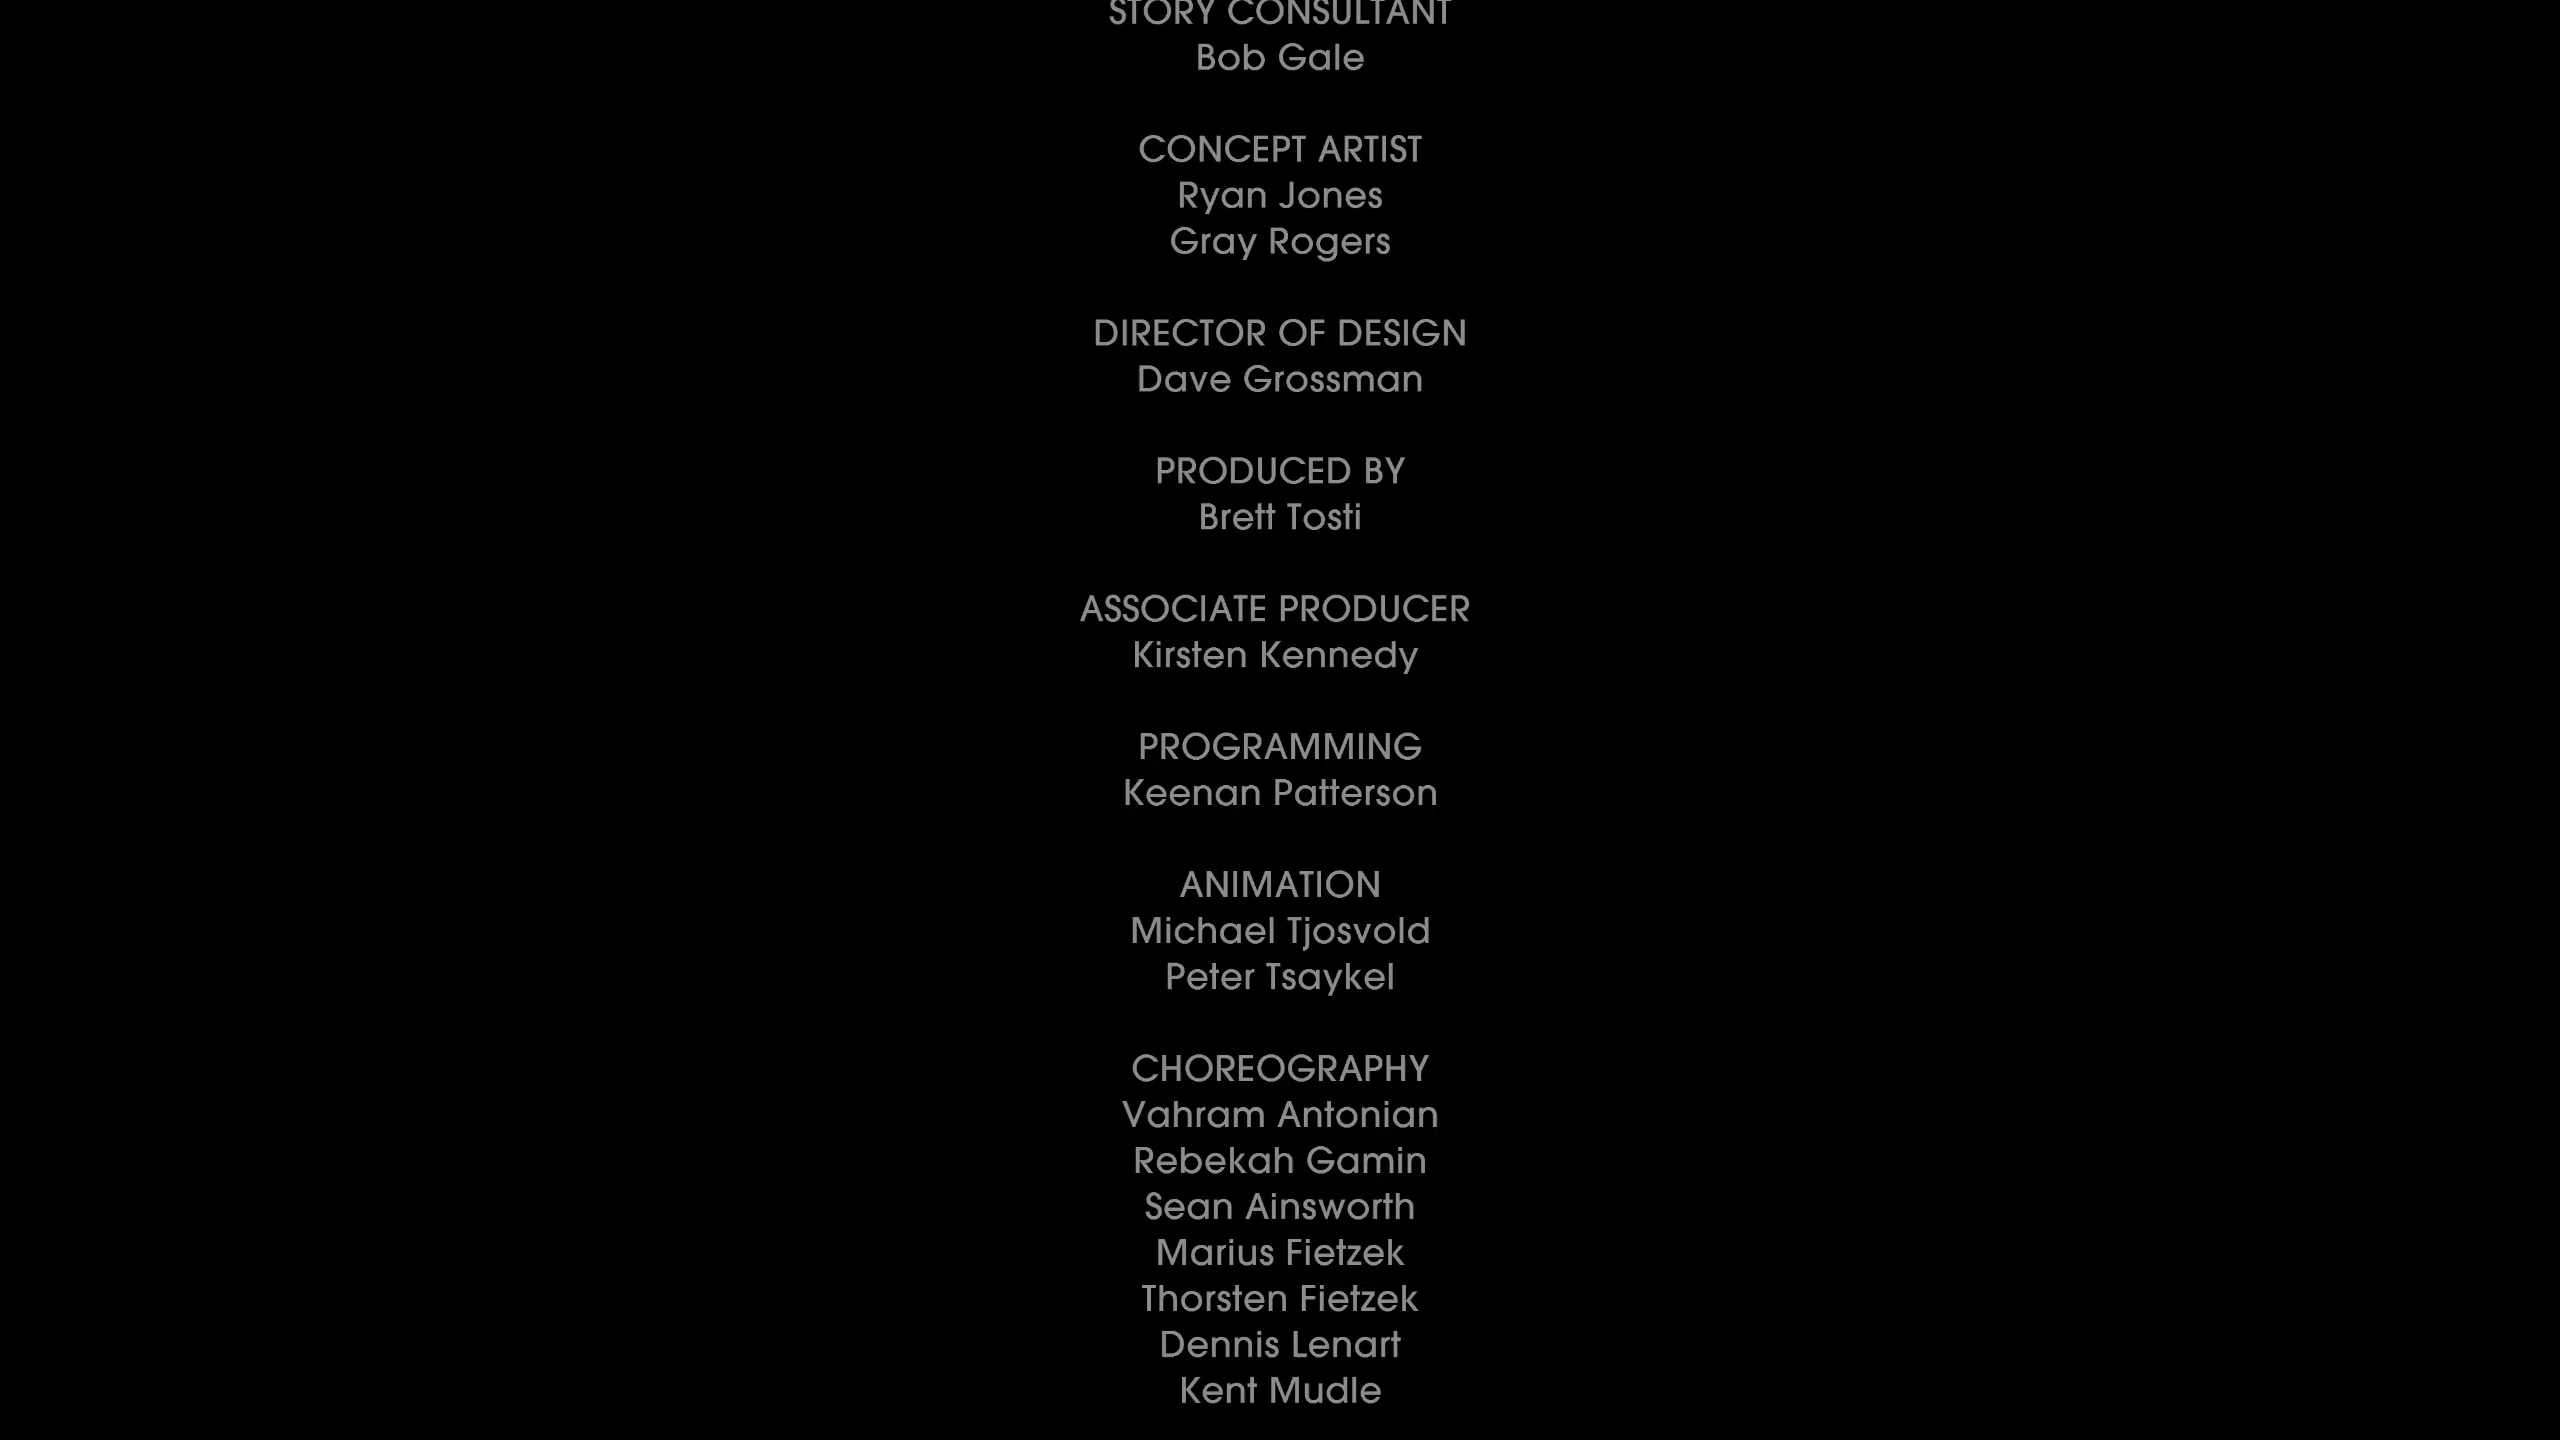 STORY CONSULTANT
Bob Gale
CONCEPT ARTIST
Ryan Jones
Gray Rogers
DIRECTOR OF DESIGN
Dave Grossman
PRODUCED BY
Brett Tosti
ASSOCIATE PRODUCER
Kirsten Kennedy
PROGRAMMING
Keenan Patterson
ANIMATION
Michael Tjosvold
Peter Tsaykel
CHOREOGRAPHY
Vahram Antonian
Rebekah Gamin
Sean Ainsworth
Marius Fietzek
Thorsten Fietzek
Dennis Lenart
Kent Mudle